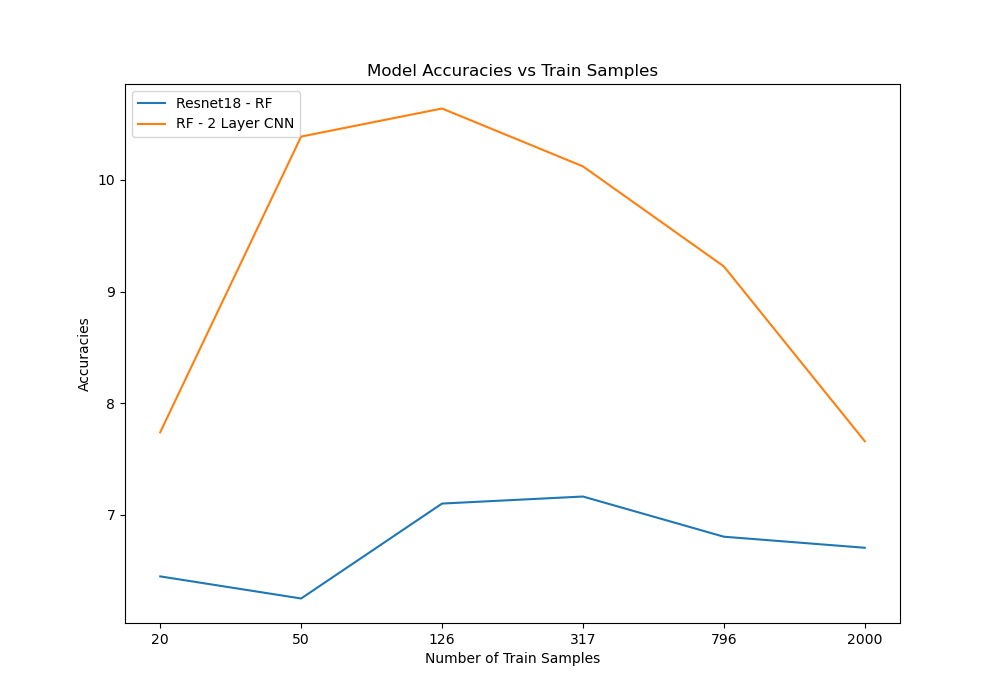 Model Accuracies vs Train Samples
Resnet18 - RF
RF - 2 Layer CNN
10
9
8
7
Accuracies
20 50 126 317 796 2000
Number of Train Samples